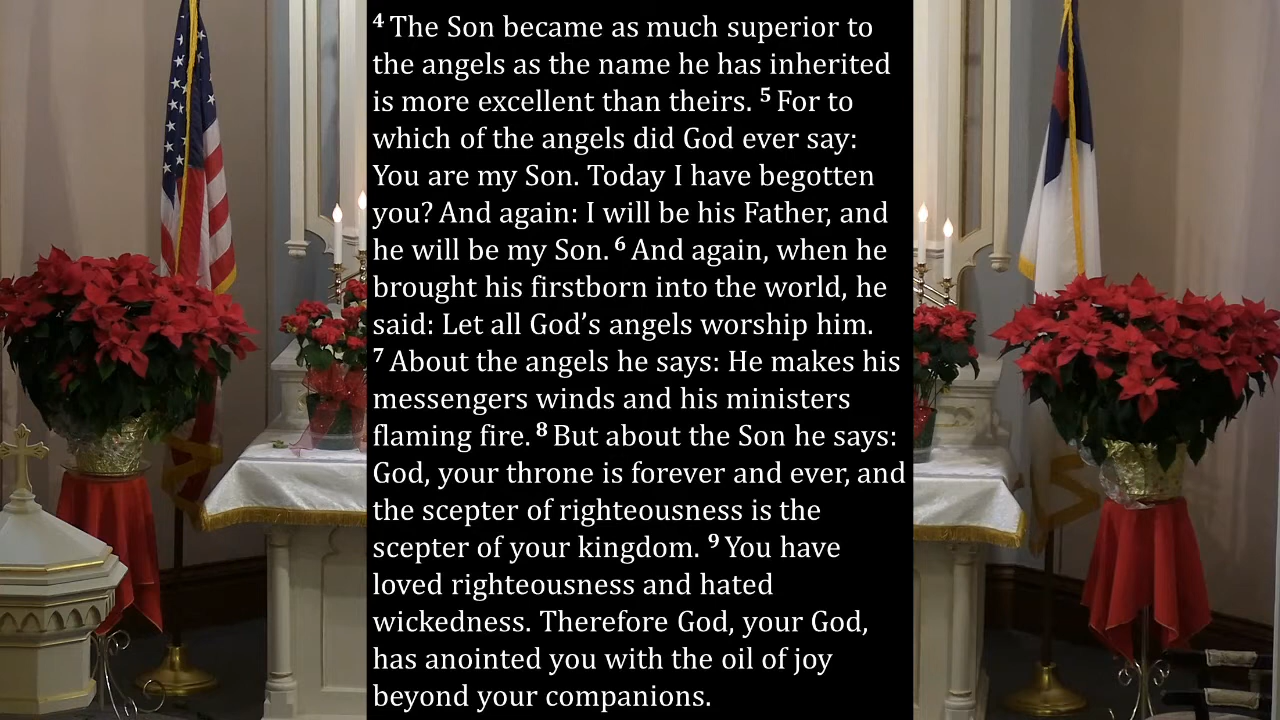 4 The Son became as much superior to
the angels as the name he has inherited
is more excellent than theirs. 5 For to
which of the angels did God ever say:
You are my Son. Today I have begotten
you? And again: I will be his Father, and
he will be my Son. 6 And again, when he
brought his firstborn into the world, he
said: Let all God’s angels worship him.
7 About the angels he says: He makes his
messengers winds and his ministers
flaming fire. 8 But about the Son he says:
God, your throne is forever and ever, and
the scepter of righteousness is the
scepter of your kingdom. 9 You have
loved righteousness and hated
wickedness. Therefore God, your God,
has anointed you with the oil of joy
beyond your companions.